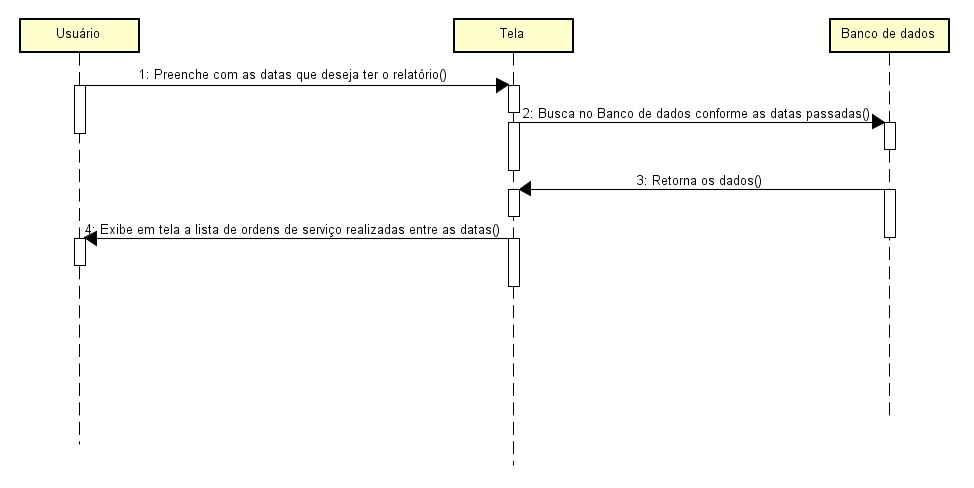 Usuário
Tela
Banco de dados
1: Preenche com as datas que deseja ter o relatório()
2: Busca no Banco de dados conforme as datas passadas()
3: Retorna os dados()
4: Exibe em tela a lista de ordens de serviço realizadas entre as datas()